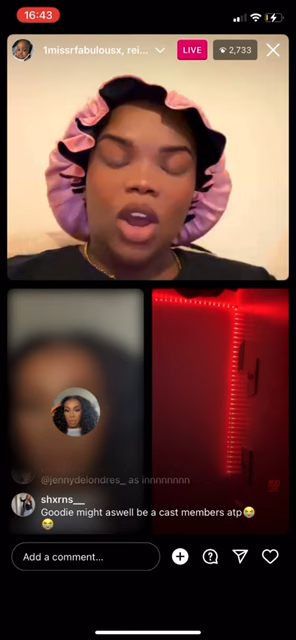 16:43
1missrfabulousx, rei...
LIVE
2,733
@jennydelondres_ as innnnnnnn
shxrns__
Goodie might aswell be a cast members atp😂
😂
Add a comment...